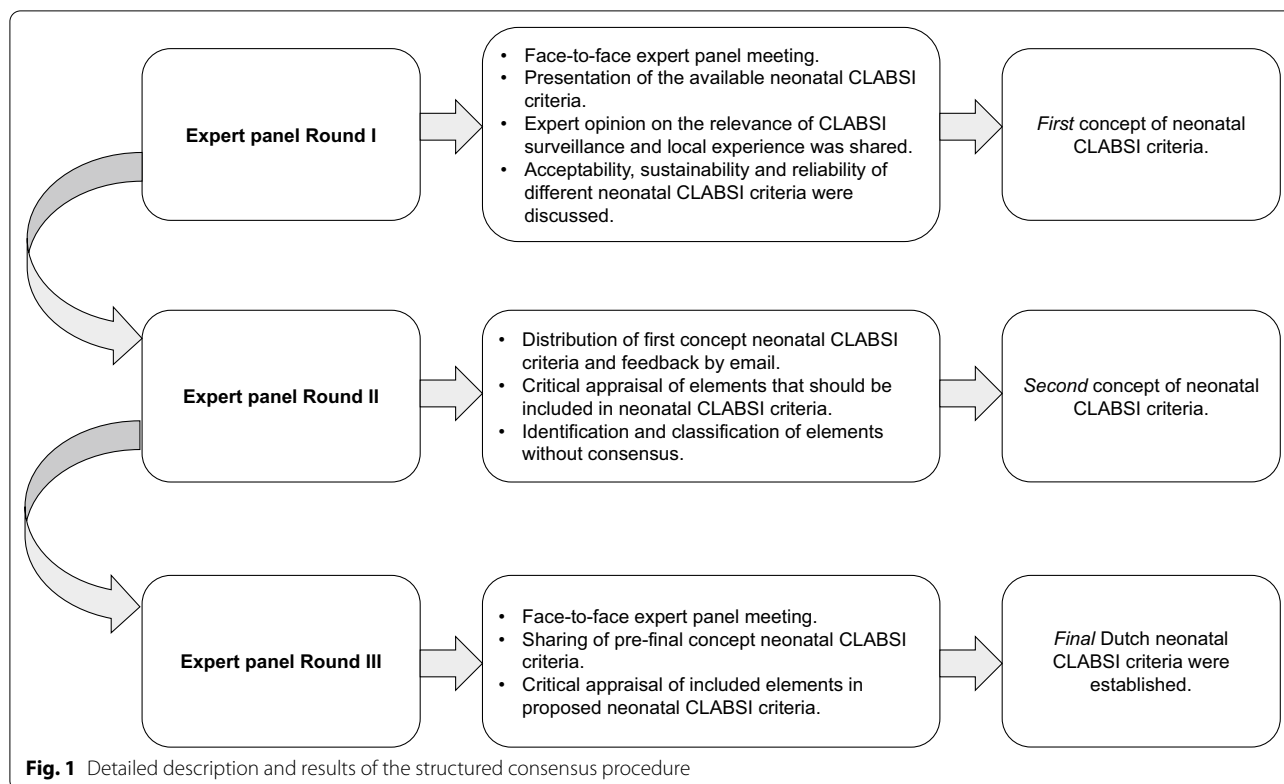 Expert panel Round I
• Face-to-face expert panel meeting.
• Presentation of the available neonatal CLABSI
criteria.
• Expert opinion on the relevance of CLABSI
surveillance and local experience was shared.
• Acceptability, sustainability and reliability of
different neonatal CLABSI criteria were
discussed.
First concept of neonatal
CLABSI criteria.
Expert panel Round II
• Distribution of first concept neonatal CLABSI
criteria and feedback by email.
• Critical appraisal of elements that should be
included in neonatal CLABSI criteria.
• Identification and classification of elements
without consensus.
Second concept of neonatal
CLABSI criteria.
Expert panel Round III
• Face-to-face expert panel meeting.
• Sharing of pre-final concept neonatal CLABSI
criteria.
• Critical appraisal of included elements in
proposed neonatal CLABSI criteria.
Final Dutch neonatal
CLABSI criteria were
established.
Fig. 1 Detailed description and results of the structured consensus procedure